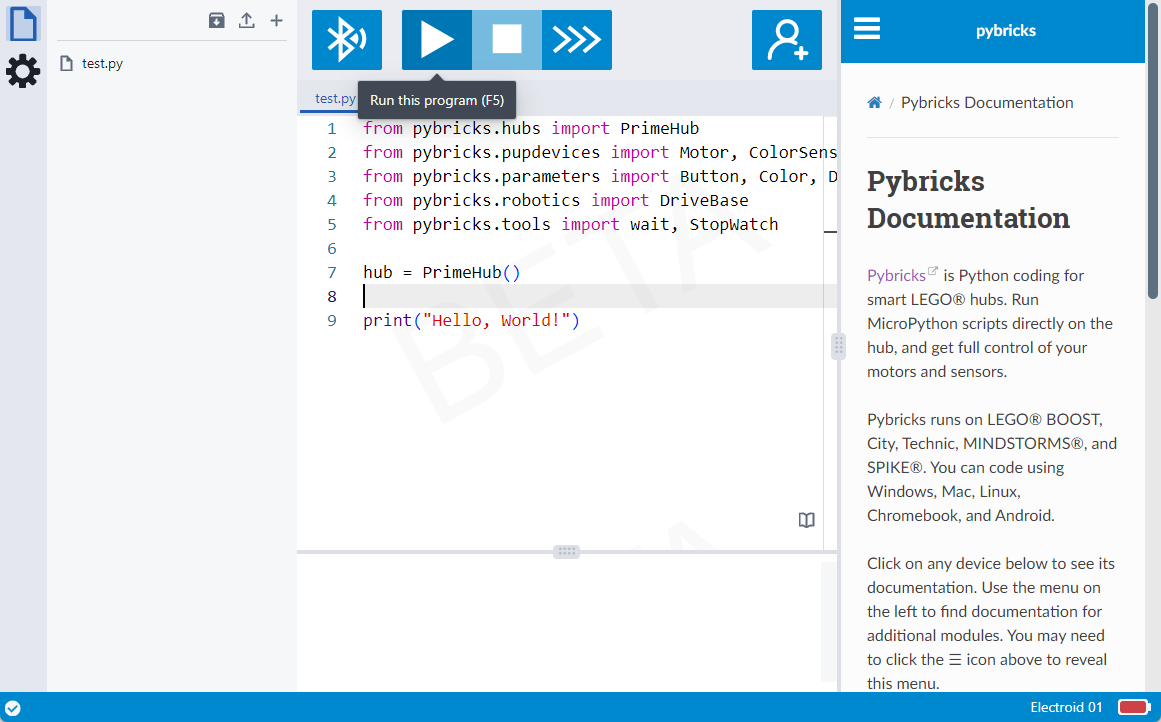 test.py
test.py
Run this program (F5)
1 from pybricks.hubs import PrimeHub
2 from pybricks.pupdevices import Motor, ColorSens
3 from pybricks.parameters import Button, Color, D
4 from pybricks.robotics import DriveBase
5 from pybricks.tools import wait, StopWatch
6
7 hub = PrimeHub()
8
9 print("Hello, World!")
BETA
pybricks
/ Pybricks Documentation
Pybricks
Documentation
Pybricks is Python coding for
smart LEGO® hubs. Run
MicroPython scripts directly on the
hub, and get full control of your
motors and sensors.
Pybricks runs on LEGO® BOOST,
City, Technic, MINDSTORMS®, and
SPIKE®. You can code using
Windows, Mac, Linux,
Chromebook, and Android.
Click on any device below to see its
documentation. Use the menu on
the left to find documentation for
additional modules. You may need
to click the ☰ icon above to reveal
this menu.
Electroid 01